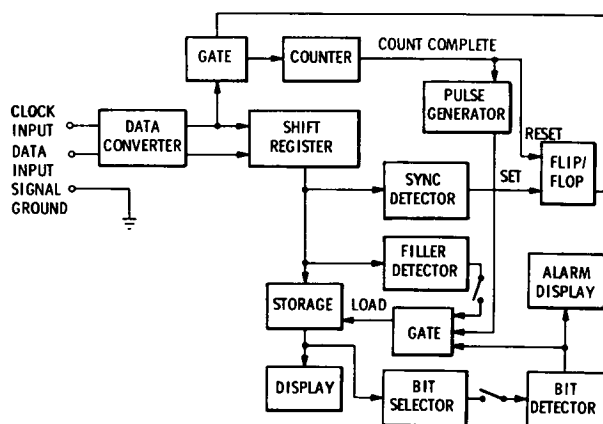 COUNT COMPLETE
GATE
COUNTER
PULSE
GENERATOR
CLOCK
INPUT
DATA
INPUT
SIGNAL
GROUND
DATA
CONVERTER
SHIFT
REGISTER
RESET
FLIP/
FLOP
SYNC
DETECTOR
SET
FILLER
DETECTOR
ALARM
DISPLAY
STORAGE
LOAD
GATE
DISPLAY
BIT
SELECTOR
BIT
DETECTOR